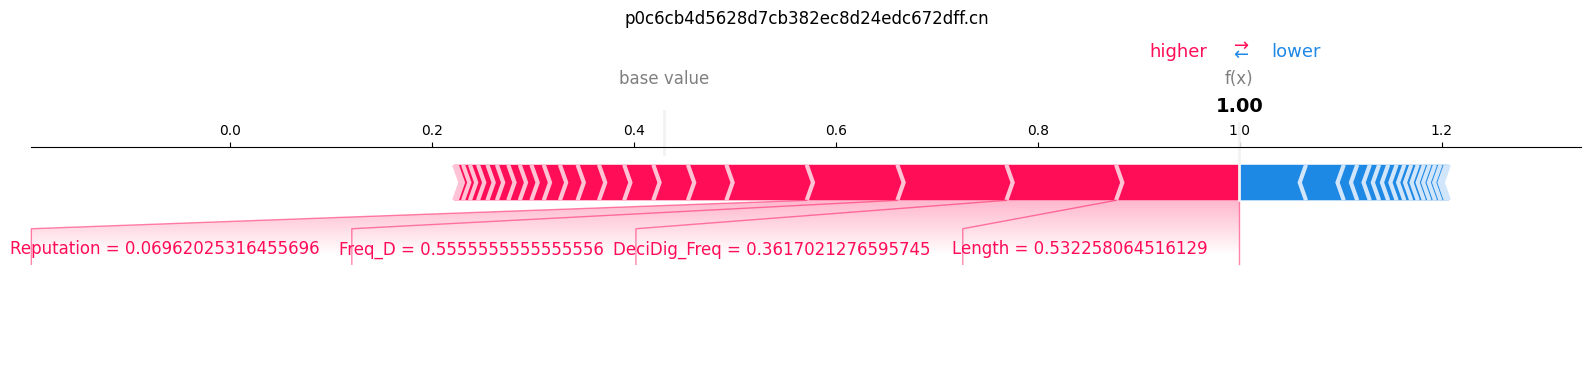 p0c6cb4d5628d7cb382ec8d24edc672dff.cn
higher ⇄ lower
base value f(x)
1.00
0.0 0.2 0.4 0.6 0.8 1.0 1.2
Reputation = 0.06962025316455696 Freq_D = 0.5555555555555556 DeciDig_Freq = 0.3617021276595745 Length = 0.532258064516129